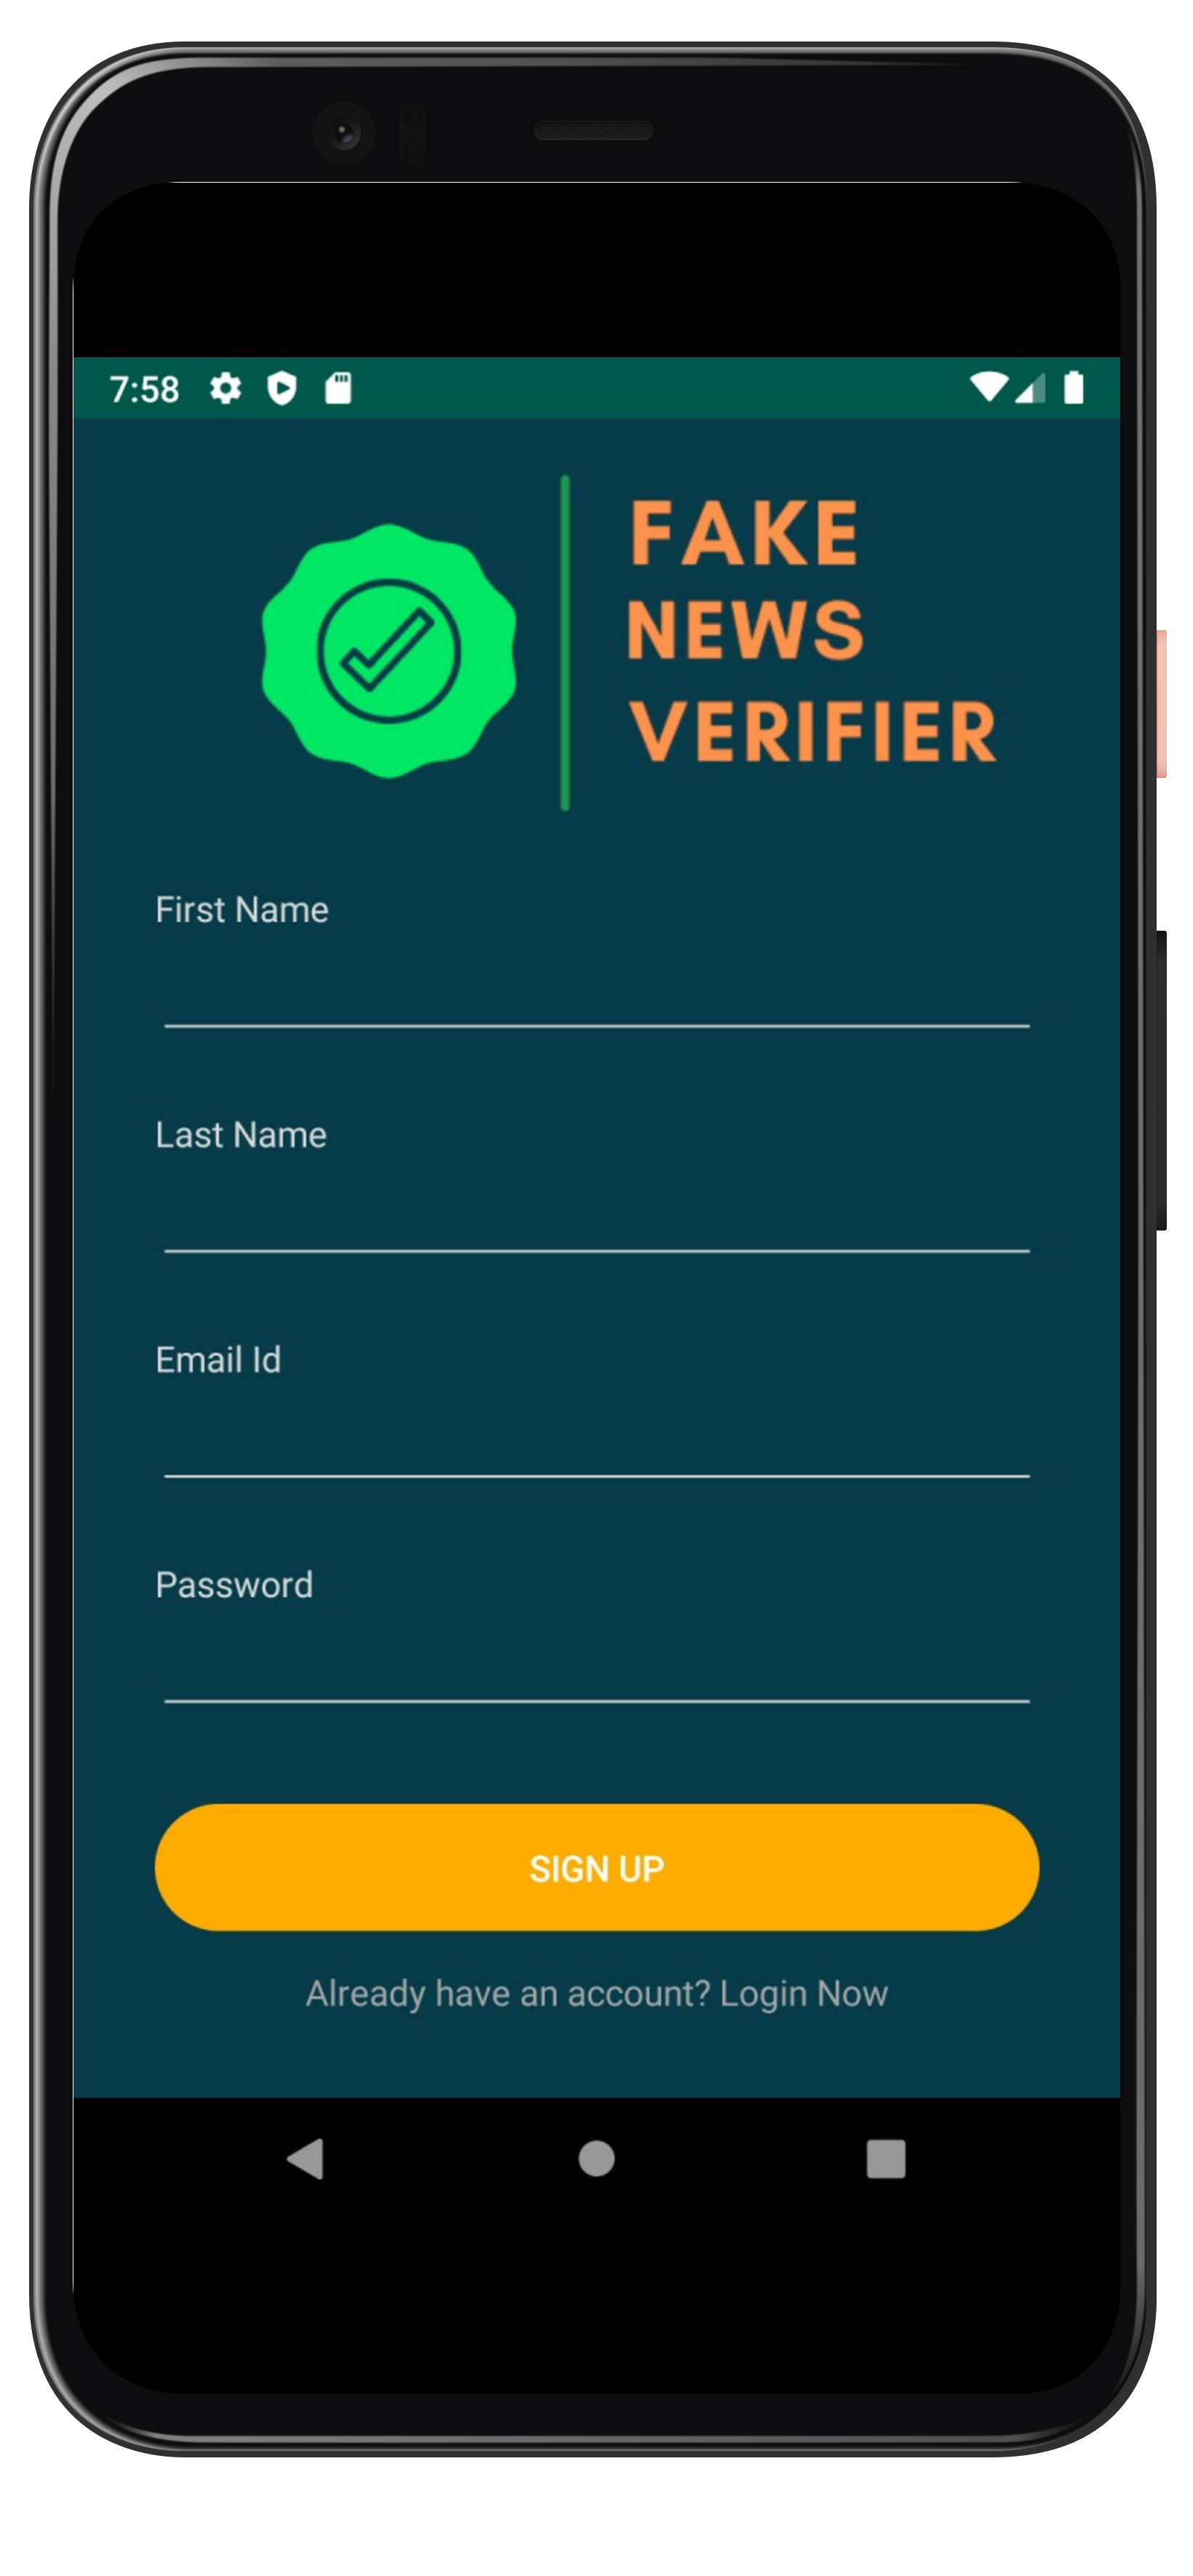 7:58
FAKE
NEWS
VERIFIER
First Name
Last Name
Email Id
Password
SIGN UP
Already have an account? Login Now